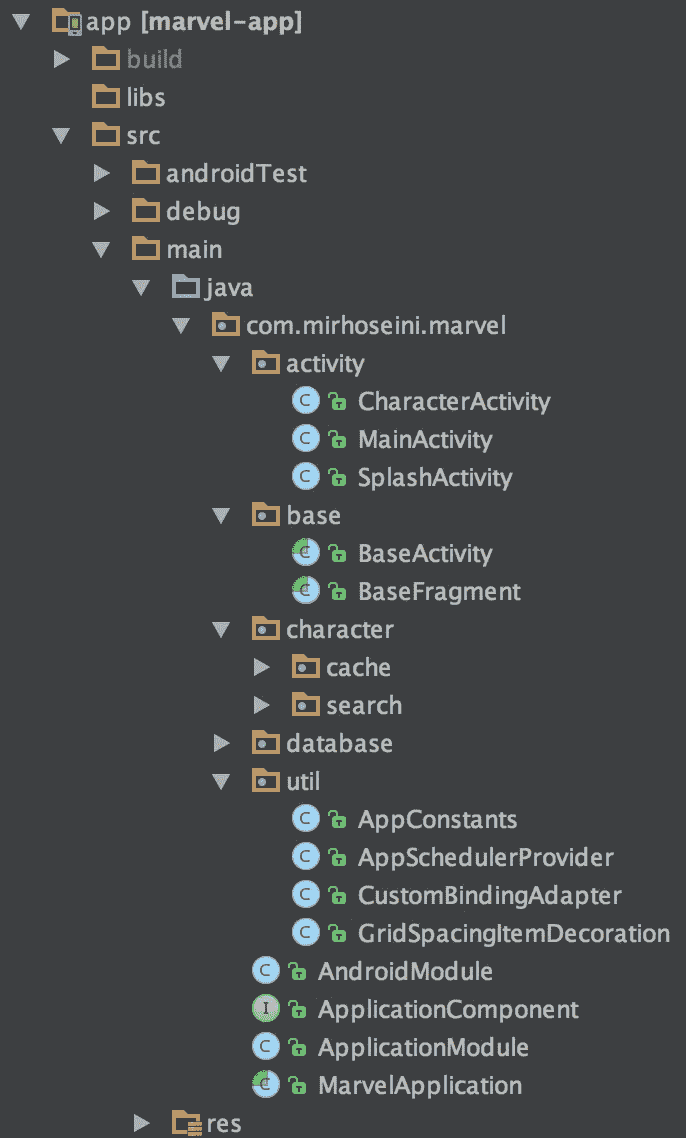 app [marvel-app]
build
libs
src
androidTest
debug
main
java
com.mirhoseini.marvel
activity
CharacterActivity
MainActivity
SplashActivity
base
BaseActivity
BaseFragment
character
cache
search
database
util
AppConstants
AppSchedulerProvider
CustomBindingAdapter
GridSpacingItemDecoration
AndroidModule
ApplicationComponent
ApplicationModule
MarvelApplication
res